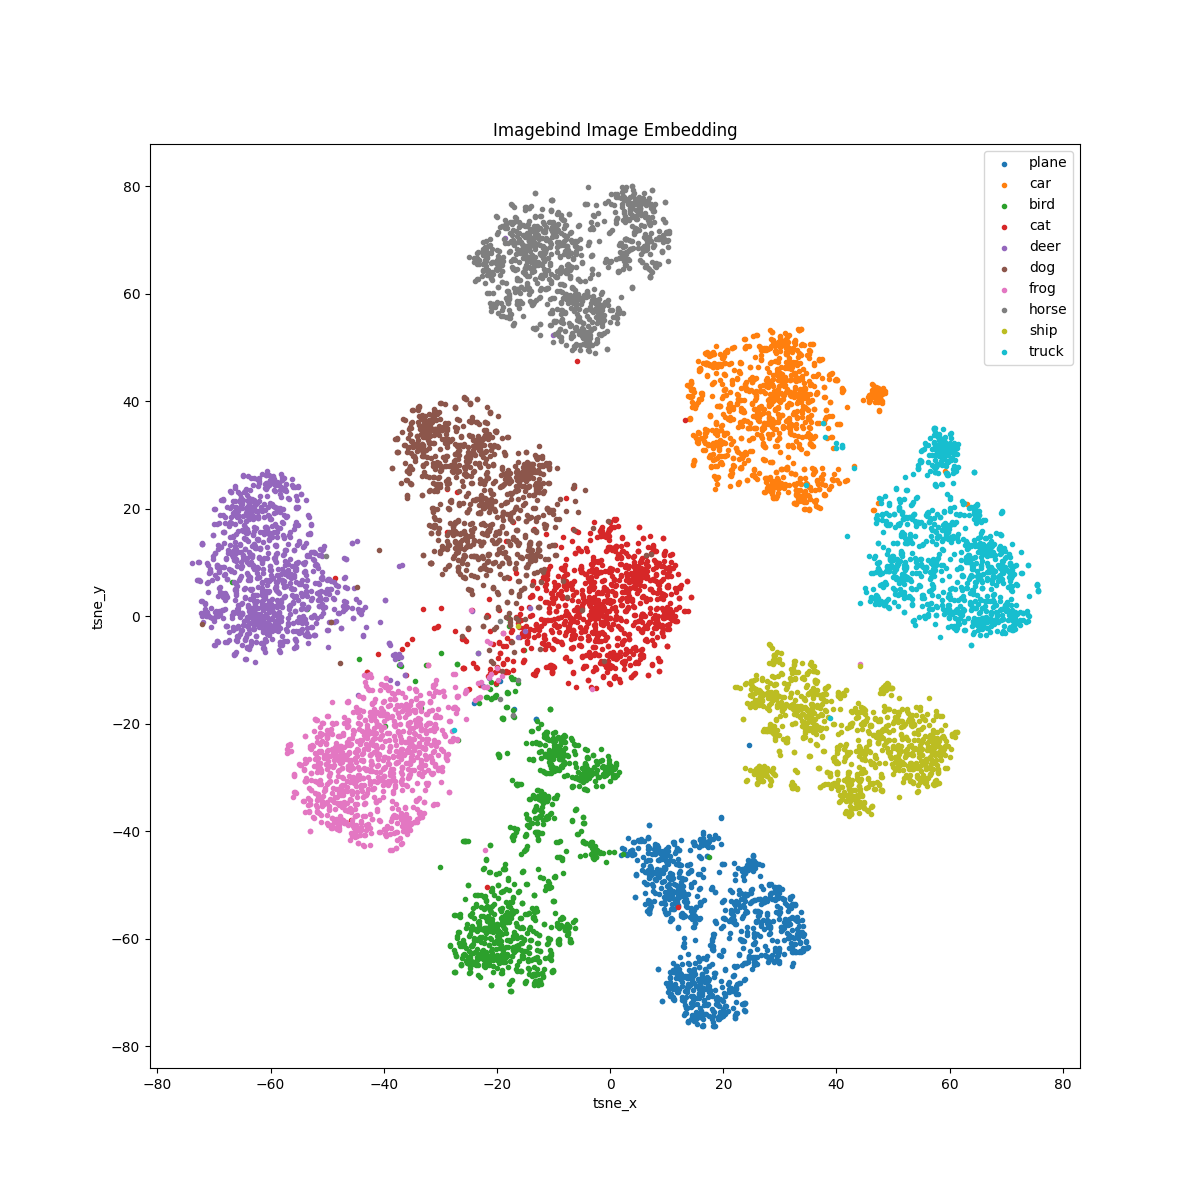 Imagebind Image Embedding
plane
car
bird
cat
deer
dog
frog
horse
ship
truck
80
60
40
20
0
−20
−40
−60
−80
tsne_y
−80 −60 −40 −20 0 20 40 60 80
tsne_x